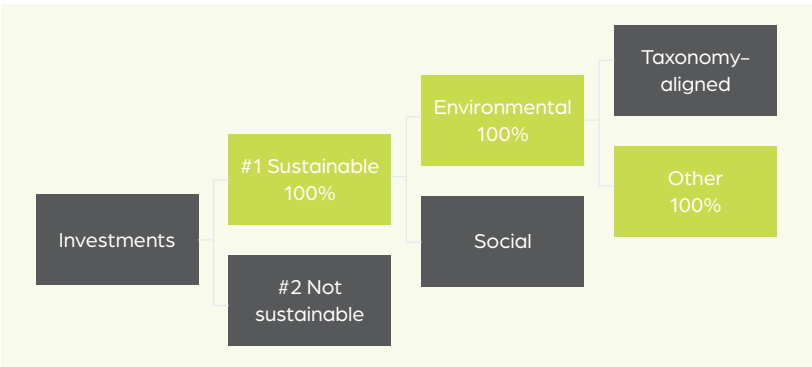 Investments
#1 Sustainable
100%
#2 Not
sustainable
Environmental
100%
Social
Taxonomy-
aligned
Other
100%